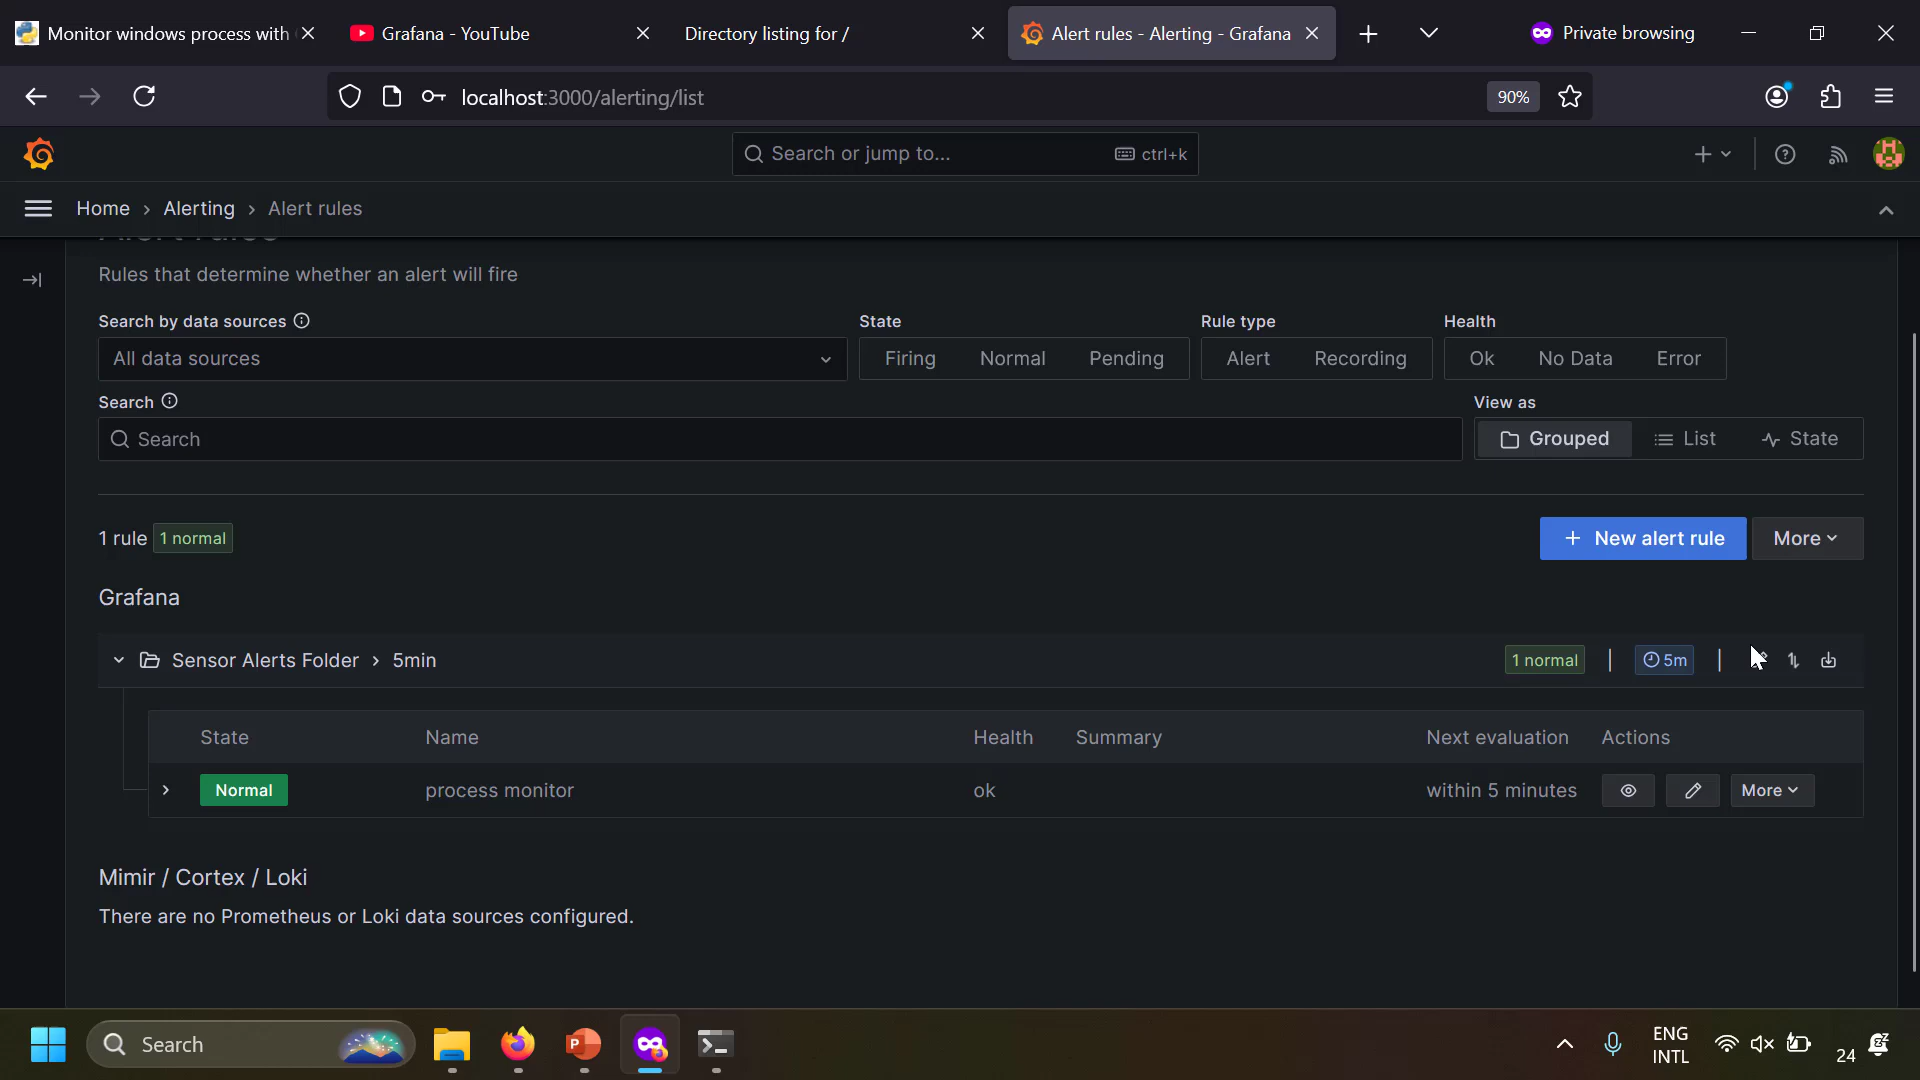 Monitor windows process with
Grafana - YouTube
Directory listing for /
Alert rules - Alerting - Grafana
Private browsing
localhost:3000/alerting/list
90%
Search or jump to...
ctrl+k
Home › Alerting › Alert rules
Alert rules
Rules that determine whether an alert will fire
Search by data sources
State
Rule type
Health
All data sources
Firing Normal Pending
Alert Recording
Ok No Data Error
Search
View as
Search
Grouped List State
1 rule 1 normal
+ New alert rule
More
Grafana
Sensor Alerts Folder › 5min
1 normal | 5m |
State Name Health Summary Next evaluation Actions
Normal process monitor ok within 5 minutes More
Mimir / Cortex / Loki
There are no Prometheus or Loki data sources configured.
Search
ENG
INTL
24